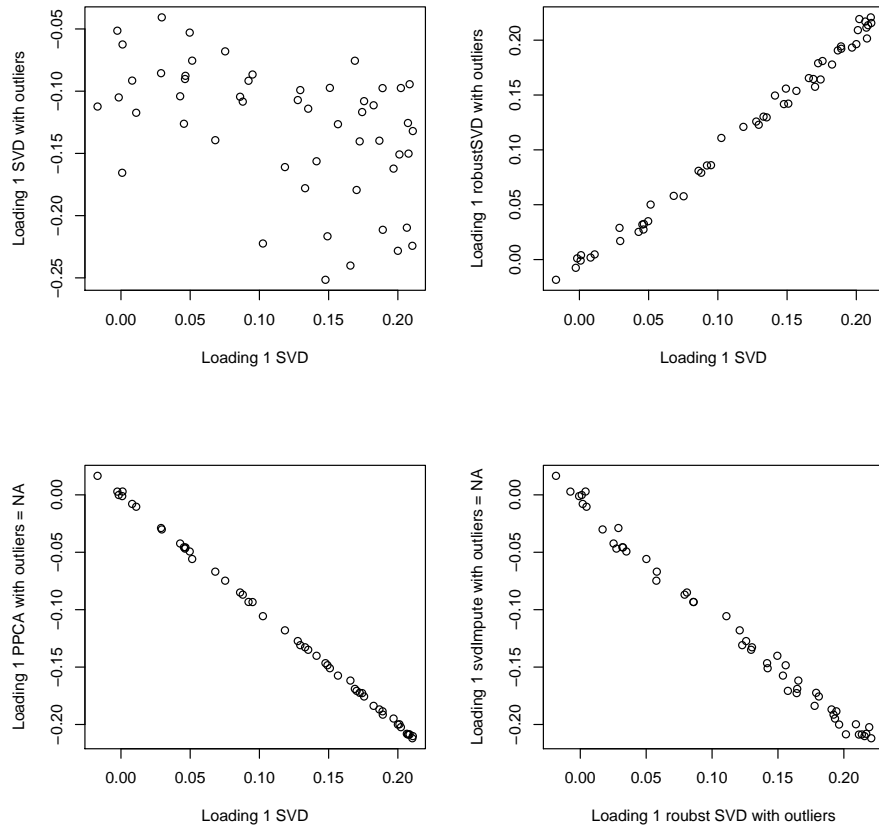 Loading 1 SVD with outliers
−0.05
−0.10
−0.15
−0.20
−0.25
0.00 0.05 0.10 0.15 0.20
Loading 1 SVD
Loading 1 robustSVD with outliers
0.20
0.15
0.10
0.05
0.00
0.00 0.05 0.10 0.15 0.20
Loading 1 SVD
Loading 1 PPCA with outliers = NA
0.00
−0.05
−0.10
−0.15
−0.20
0.00 0.05 0.10 0.15 0.20
Loading 1 SVD
Loading 1 svdImpute with outliers = NA
0.00
−0.05
−0.10
−0.15
−0.20
0.00 0.05 0.10 0.15 0.20
Loading 1 roubst SVD with outliers